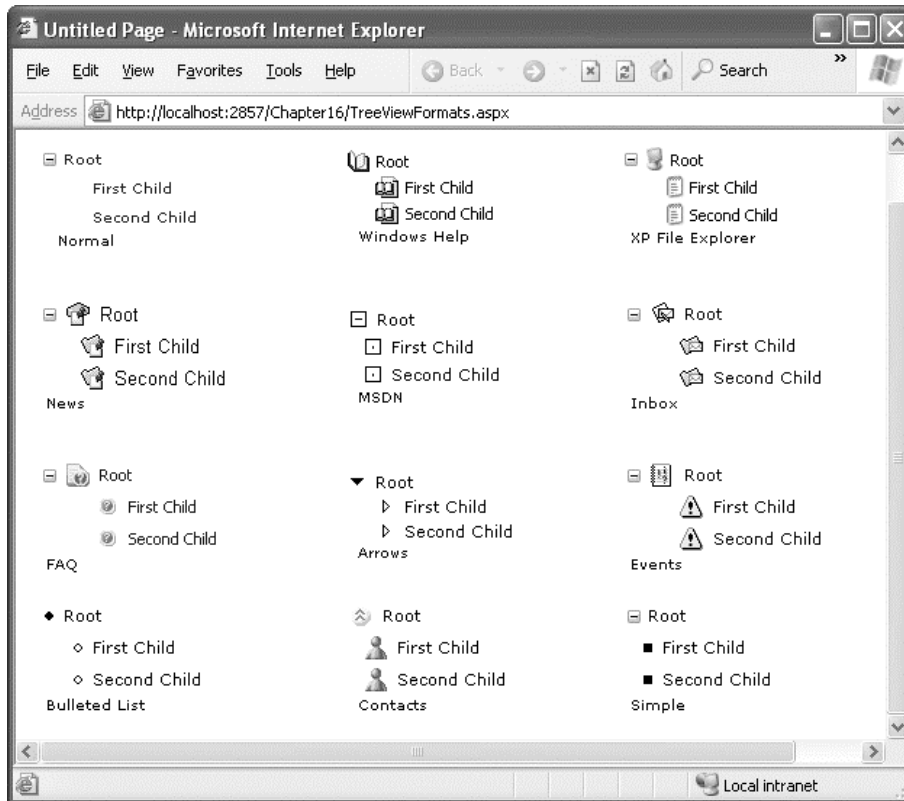 Untitled Page - Microsoft Internet Explorer
File Edit View Favorites Tools Help Back Search »
Address http://localhost:2857/Chapter16/TreeViewFormats.aspx
Root
First Child
Second Child
Normal
Root
First Child
Second Child
Windows Help
Root
First Child
Second Child
XP File Explorer
Root
First Child
Second Child
News
Root
First Child
Second Child
MSDN
Root
First Child
Second Child
Inbox
Root
First Child
Second Child
FAQ
Root
First Child
Second Child
Arrows
Root
First Child
Second Child
Events
Root
First Child
Second Child
Bulleted List
Root
First Child
Second Child
Contacts
Root
First Child
Second Child
Simple
Local intranet